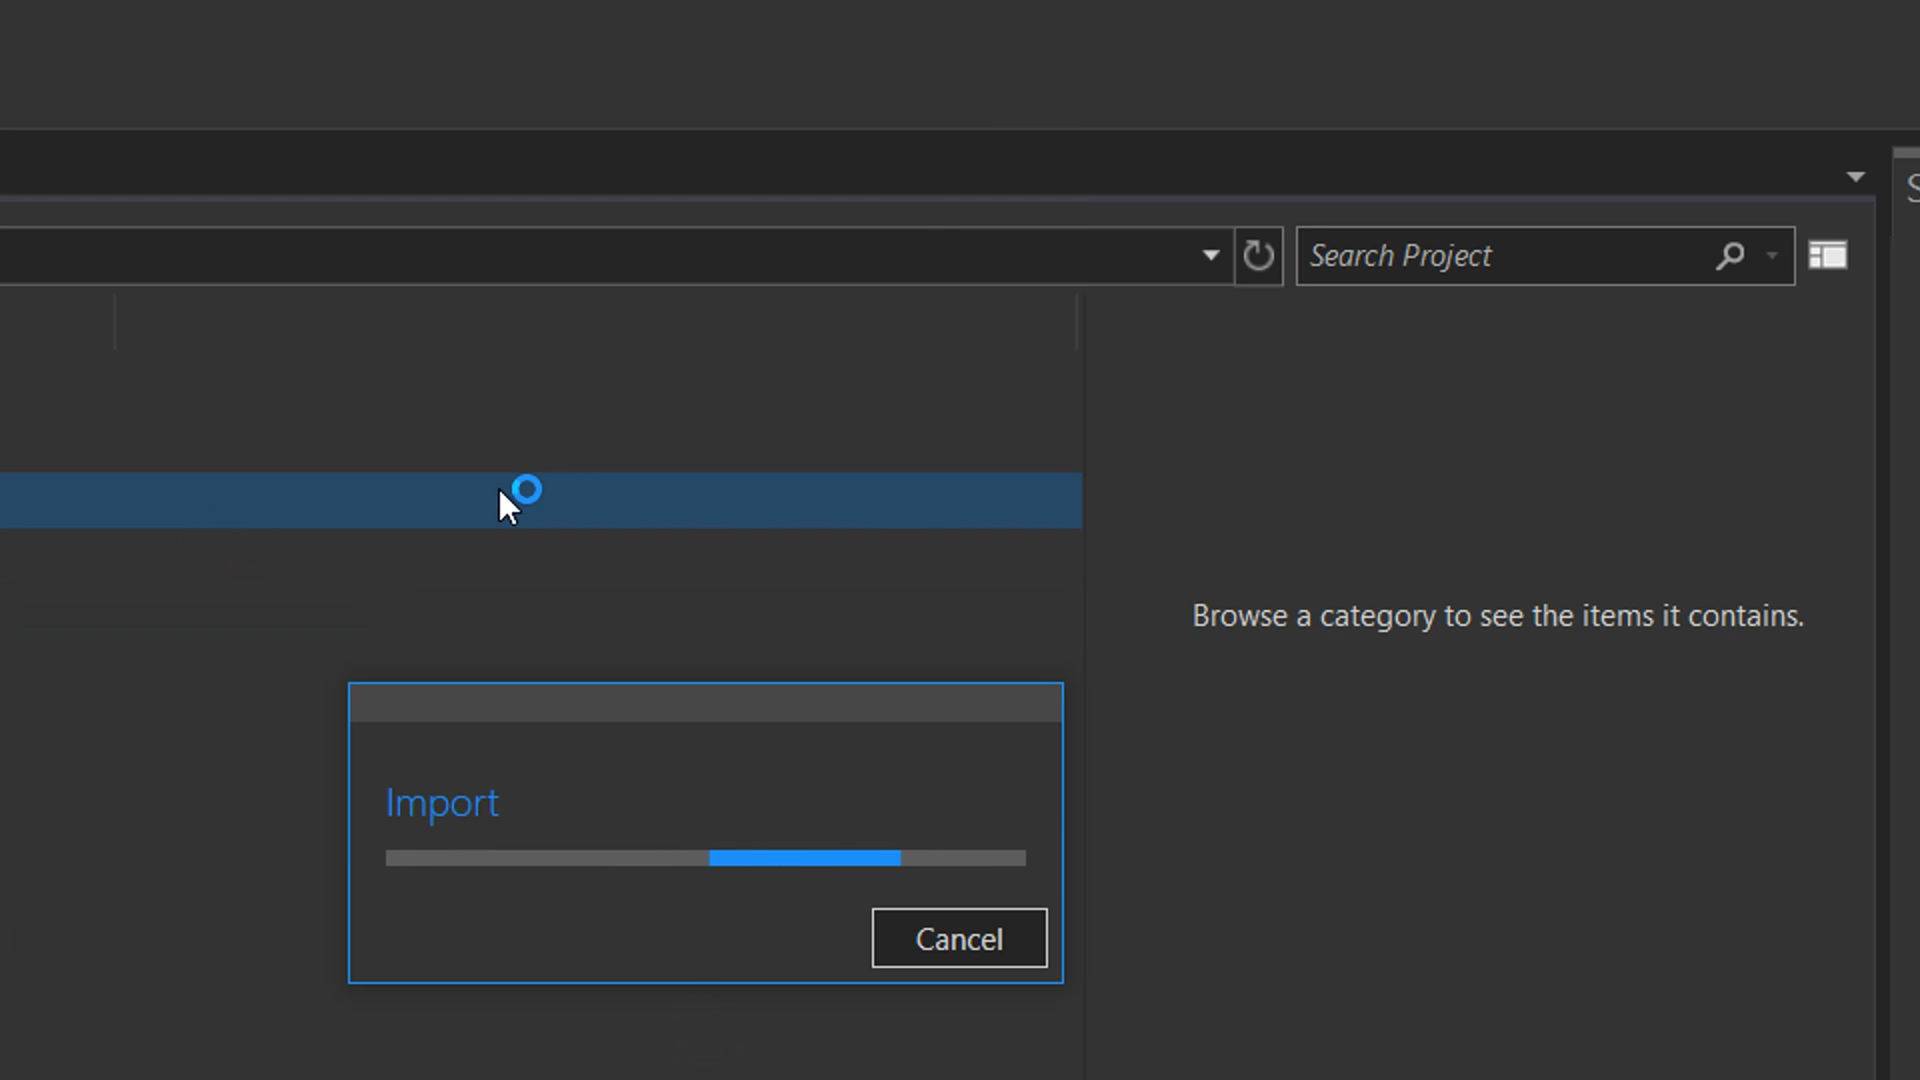 S
Search Project
Browse a category to see the items it contains.
Import
Cancel